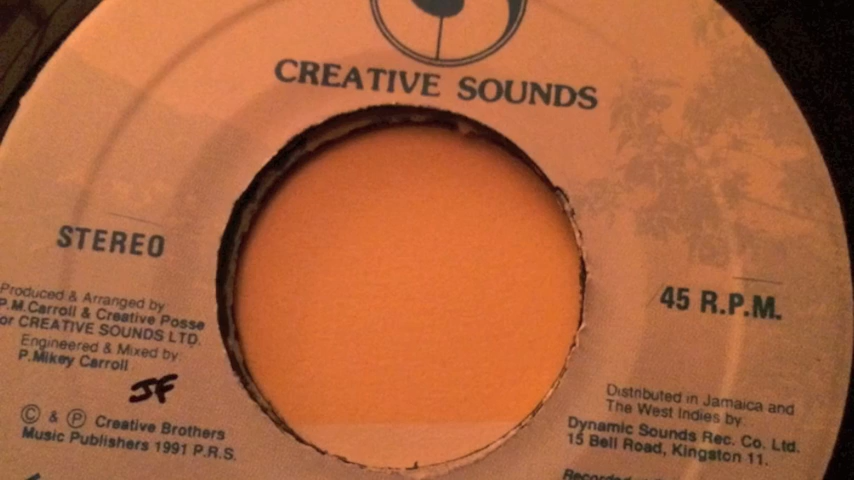 CREATIVE SOUNDS
STEREO
Produced & Arranged by
P.M.Carroll & Creative Posse
or CREATIVE SOUNDS LTD.
Engineered & Mixed by
P.Mikey Carroll
JF
© & Ⓟ Creative Brothers
Music Publishers 1991 P.R.S.
45 R.P.M.
Distributed in Jamaica and
The West Indies by:
Dynamic Sounds Rec. Co. Ltd.
15 Bell Road, Kingston 11.
Recorded